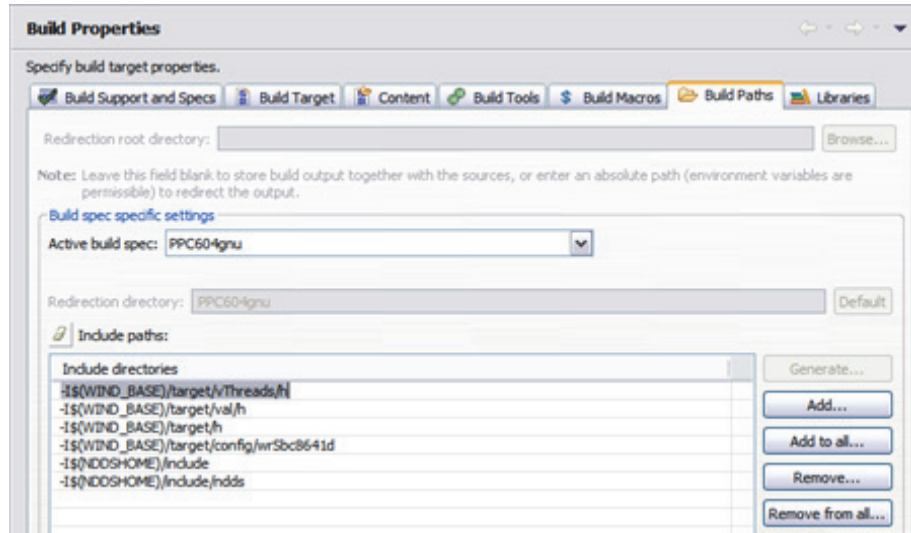 Build Properties
Specify build target properties.
Build Support and Specs Build Target Content Build Tools $ Build Macros Build Paths Libraries
Redirection root directory: Browse...
Note: Leave this field blank to store build output together with the sources, or enter an absolute path (environment variables are
permissible) to redirect the output.
Build spec specific settings
Active build spec: PPC604gnu
Redirection directory: PPC604gnu Default
Include paths:
Include directories Generate...
-I$(WIND_BASE)/target/vThreads/h
-I$(WIND_BASE)/target/val/h Add...
-I$(WIND_BASE)/target/h
-I$(WIND_BASE)/target/config/wrSbc8641d Add to all...
-I$(NDDSHOME)/include
-I$(NDDSHOME)/include/ndds Remove...
Remove from all...